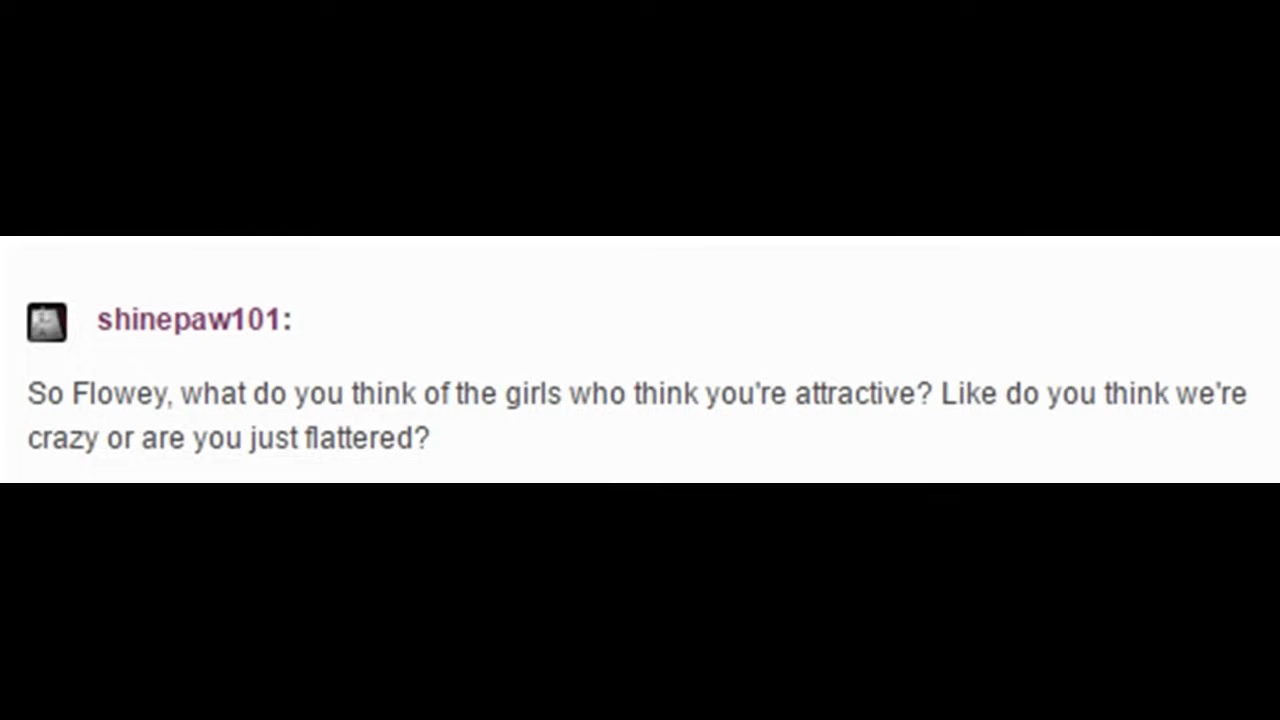 shinepaw101:
So Flowey, what do you think of the girls who think you're attractive? Like do you think we're
crazy or are you just flattered?